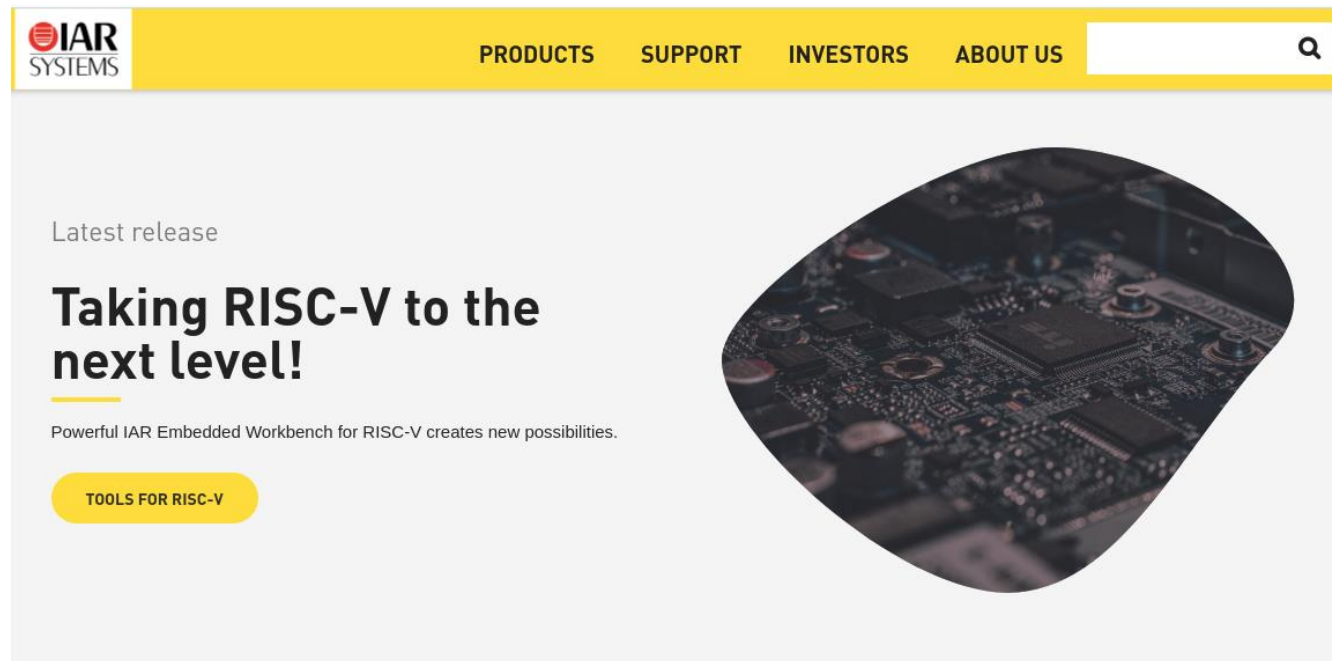 IAR
SYSTEMS
PRODUCTS SUPPORT INVESTORS ABOUT US
Latest release
Taking RISC-V to the
next level!
Powerful IAR Embedded Workbench for RISC-V creates new possibilities.
TOOLS FOR RISC-V